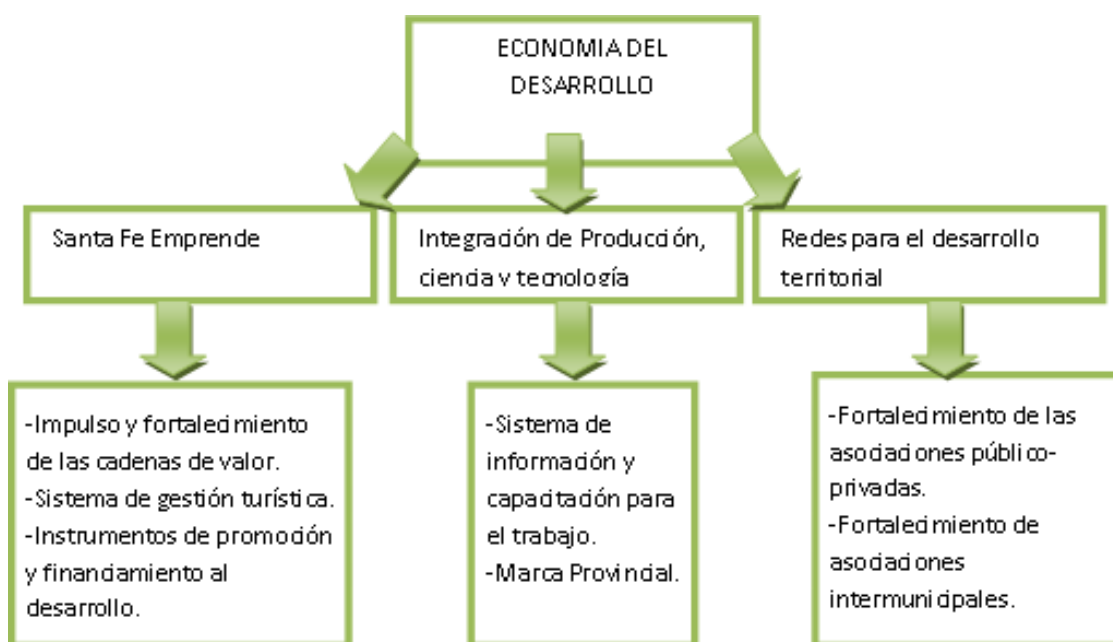 ECONOMIA DEL
DESARROLLO
Santa Fe Emprende
Integración de Producción,
ciencia y tecnología
Redes para el desarrollo
territorial
-Impulso y fortalecimiento
de las cadenas de valor.
-Sistema de gestión turística.
-Instrumentos de promoción
y financiamiento al
desarrollo.
-Sistema de
información y
capacitación para
el trabajo.
-Marca Provincial.
-Fortalecimiento de las
asociaciones público-
privadas.
-Fortalecimiento de
asociaciones
intermunicipales.